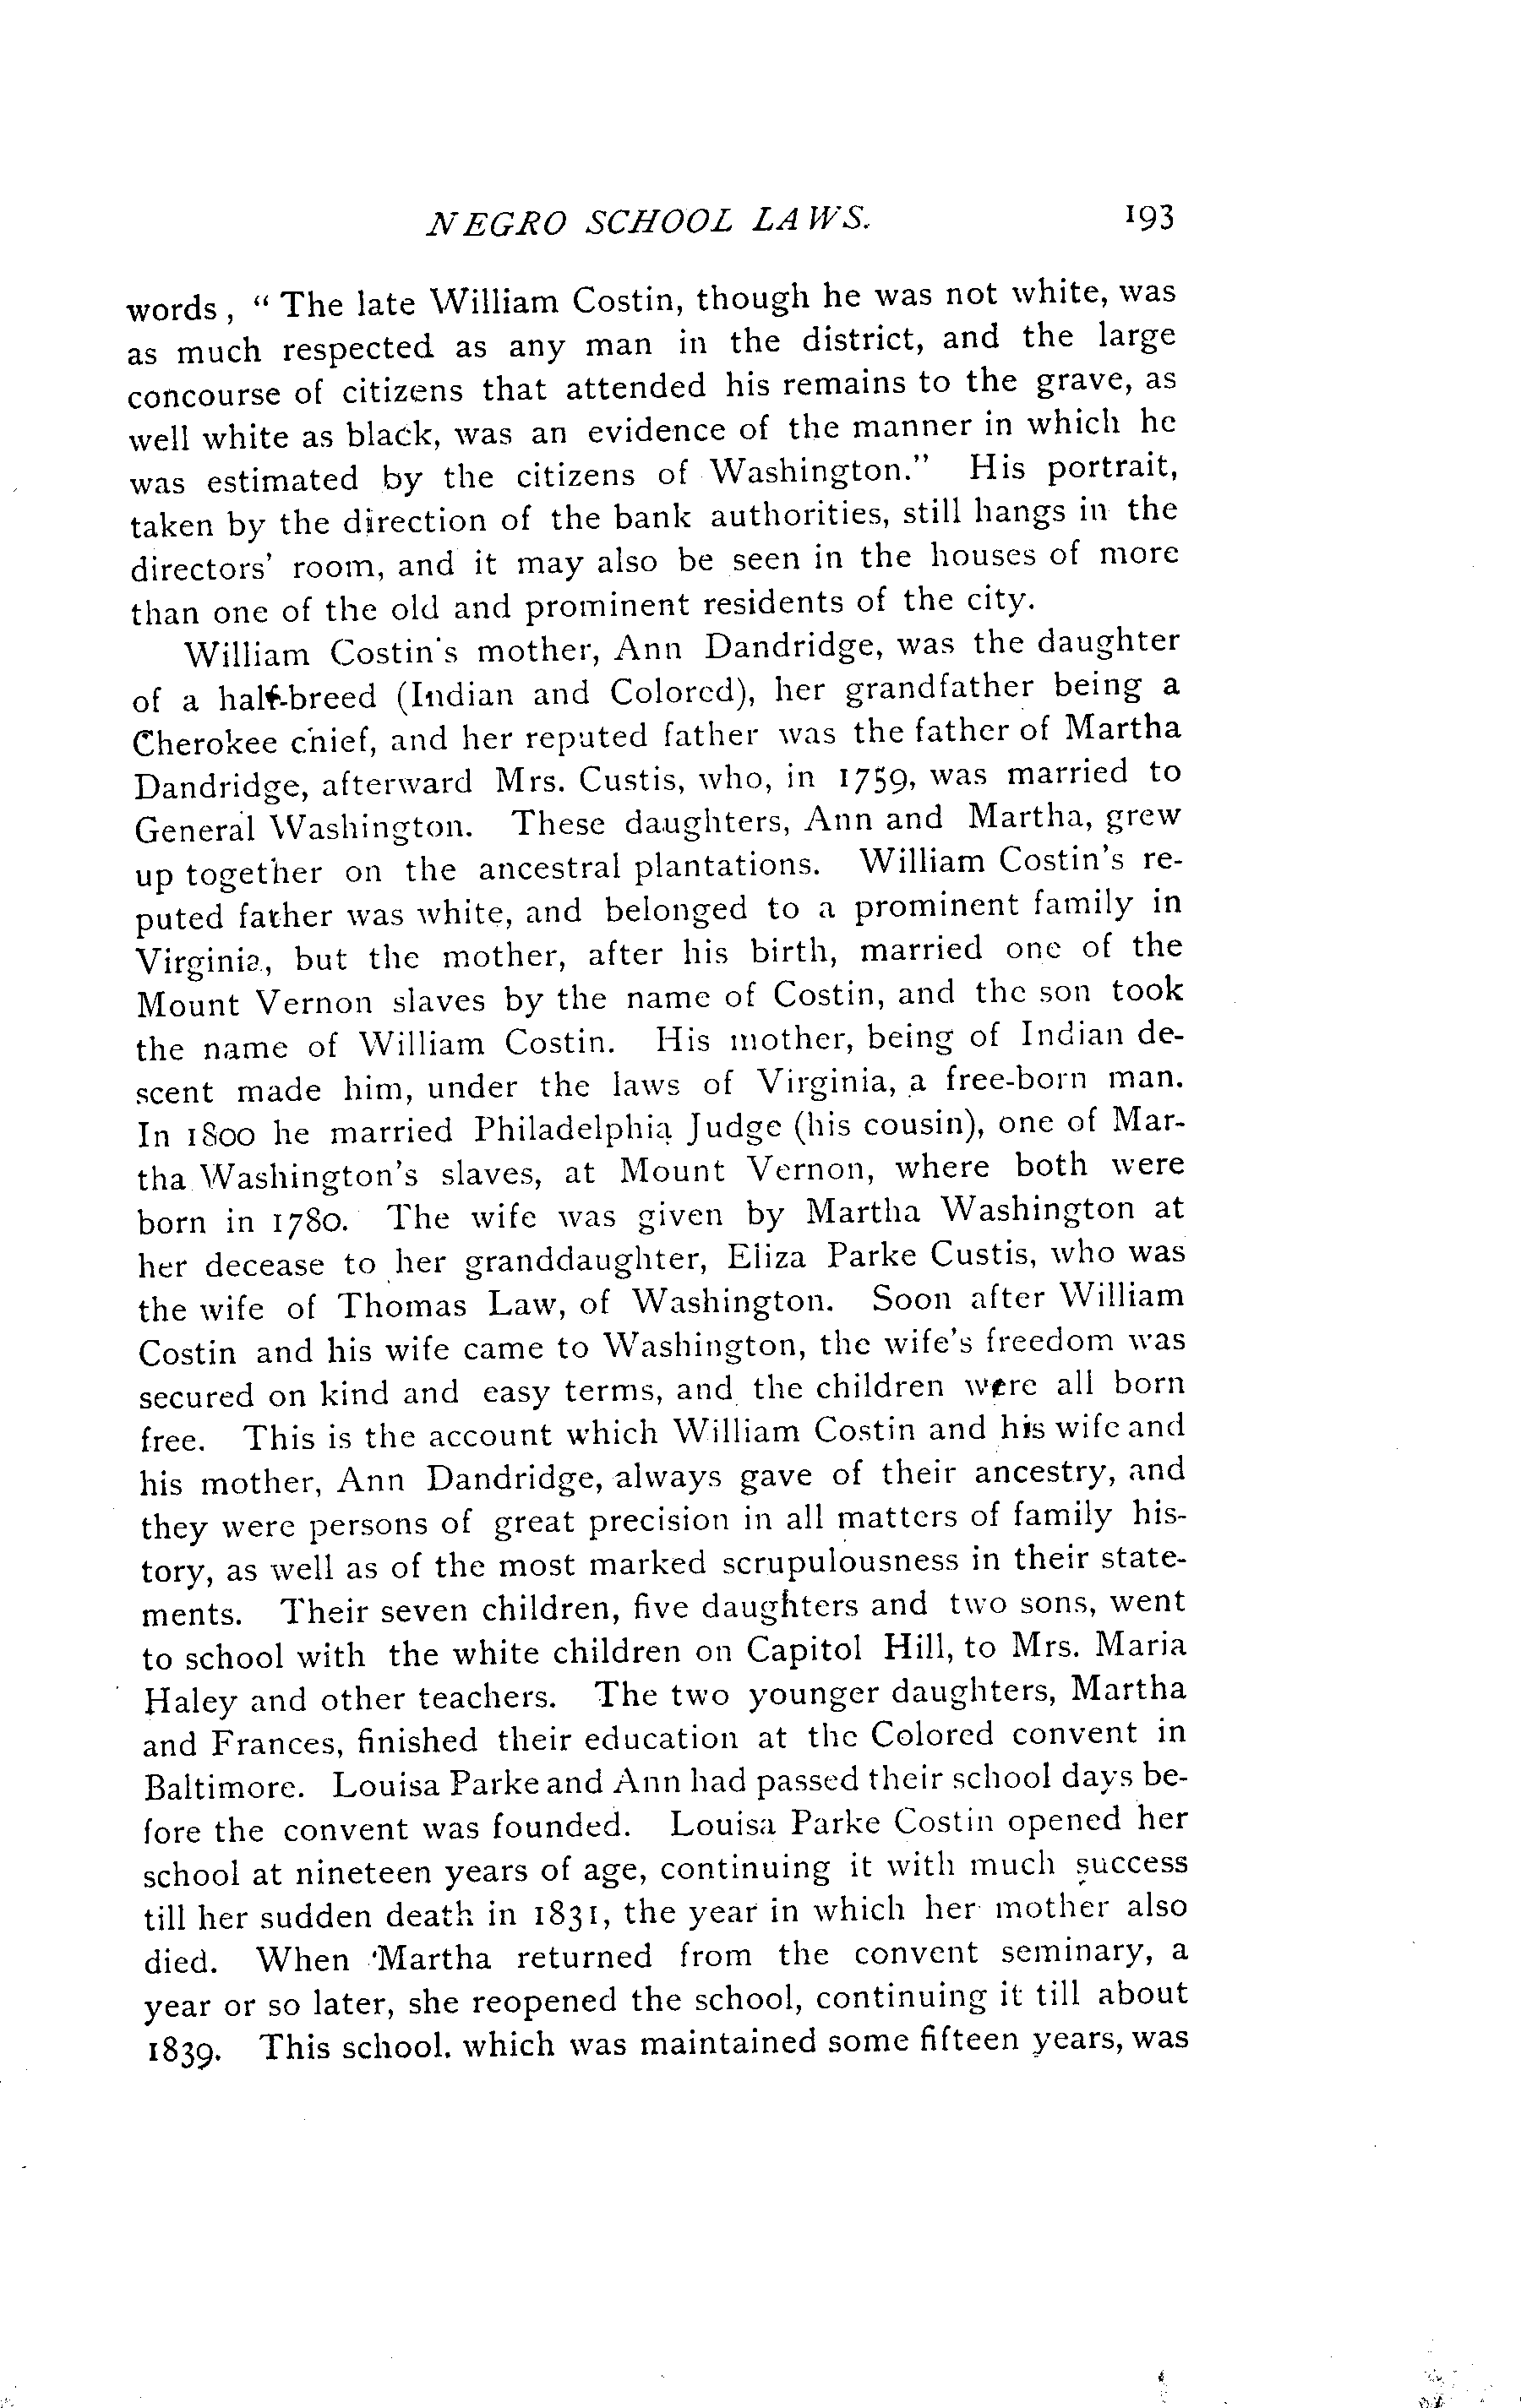 NEGRO SCHOOL LAWS. 193
words, " The late William Costin, though he was not white, was
as much respected as any man in the district, and the large
concourse of citizens that attended his remains to the grave, as
well white as black, was an evidence of the manner in which he
was estimated by the citizens of Washington." His portrait,
taken by the direction of the bank authorities, still hangs in the
directors' room, and it may also be seen in the houses of more
than one of the old and prominent residents of the city.
William Costin's mother, Ann Dandridge, was the daughter
of a half-breed (Indian and Colored), her grandfather being a
Cherokee chief, and her reputed father was the father of Martha
Dandridge, afterward Mrs. Custis, who, in 1759, was married to
General Washington. These daughters, Ann and Martha, grew
up together on the ancestral plantations. William Costin's re-
puted father was white, and belonged to a prominent family in
Virginia, but the mother, after his birth, married one of the
Mount Vernon slaves by the name of Costin, and the son took
the name of William Costin. His mother, being of Indian de-
scent made him, under the laws of Virginia, a free-born man.
In 1800 he married Philadelphia Judge (his cousin), one of Mar-
tha Washington's slaves, at Mount Vernon, where both were
born in 1780. The wife was given by Martha Washington at
her decease to her granddaughter, Eliza Parke Custis, who was
the wife of Thomas Law, of Washington. Soon after William
Costin and his wife came to Washington, the wife's freedom was
secured on kind and easy terms, and the children were all born
free. This is the account which William Costin and his wife and
his mother, Ann Dandridge, always gave of their ancestry, and
they were persons of great precision in all matters of family his-
tory, as well as of the most marked scrupulousness in their state-
ments. Their seven children, five daughters and two sons, went
to school with the white children on Capitol Hill, to Mrs. Maria
Haley and other teachers. The two younger daughters, Martha
and Frances, finished their education at the Colored convent in
Baltimore. Louisa Parke and Ann had passed their school days be-
fore the convent was founded. Louisa Parke Costin opened her
school at nineteen years of age, continuing it with much success
till her sudden death in 1831, the year in which her mother also
died. When Martha returned from the convent seminary, a
year or so later, she reopened the school, continuing it till about
1839. This school. which was maintained some fifteen years, was